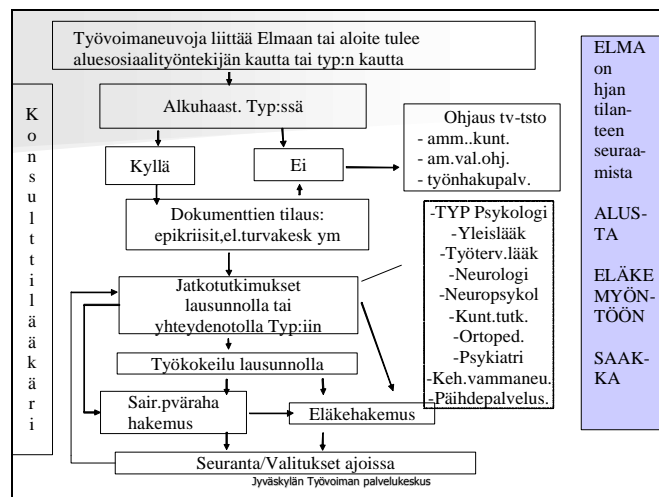 Työvoimaneuvoja liittää Elmaan tai aloite tulee
aluesosiaalityöntekijän kautta tai typ:n kautta
Konsulttilääkäri
Alkuhaast. Typ:ssä
Kyllä
Ei
Ohjaus tv-tsto
- amm..kunt.
- am.val.ohj.
- työnhakupalv.
Dokumenttien tilaus:
epikriisit,el.turvakesk ym
-TYP Psykologi
-Yleislääk
-Työterv.lääk
-Neurologi
-Neuropsykol
-Kunt.tutk.
-Ortoped.
-Psykiatri
-Keh.vammaneu.
-Päihdepalvelus.
Jatkotutkimukset
lausunnolla tai
yhteydenotolla Typ:iin
Työkokeilu lausunnolla
Sair.pväraha
hakemus
Eläkehakemus
Seuranta/Valitukset ajoissa
Jyväskylän Työvoiman palvelukeskus
ELMA
on
hjan
tilan-
teen
seuraa-
mista
ALUS-
TA
ELÄKE
MYÖN-
TÖÖN
SAAK-
KA